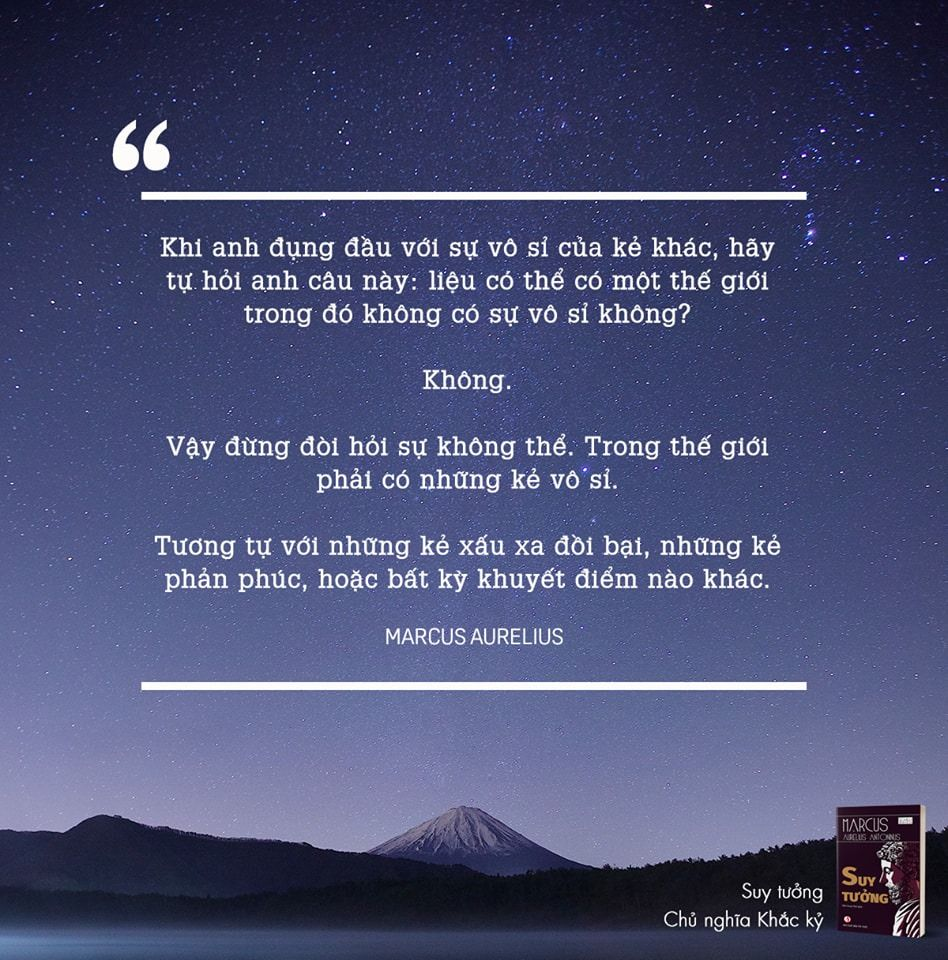 “
Khi anh đụng đầu với sự vô sỉ của kẻ khác, hãy
tự hỏi anh câu này: liệu có thể có một thế giới
trong đó không có sự vô sỉ không?
Không.
Vậy đừng đòi hỏi sự không thể. Trong thế giới
phải có những kẻ vô sỉ.
Tương tự với những kẻ xấu xa đồi bại, những kẻ
phản phúc, hoặc bất kỳ khuyết điểm nào khác.
MARCUS AURELIUS
MARCUS
AURELIUS ANTONINUS
SUY
TƯỞNG
Suy tưởng
Chủ nghĩa Khắc kỷ